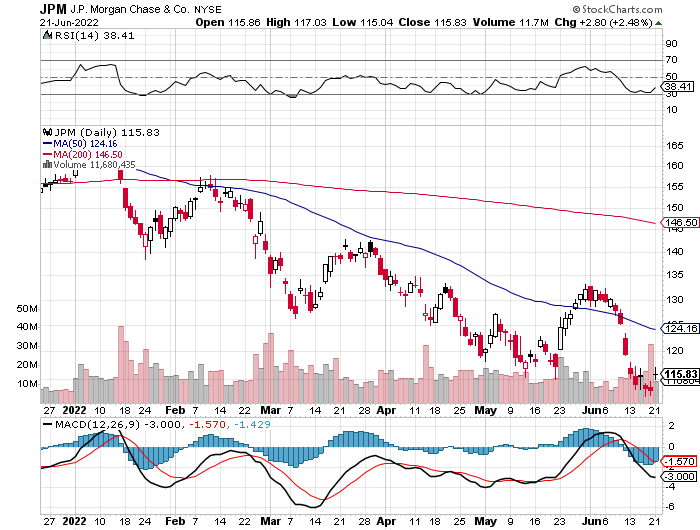 JPM J.P. Morgan Chase & Co. NYSE © StockCharts.com
21-Jun-2022 Open 115.86 High 117.03 Low 115.04 Close 115.83 Volume 11.7M Chg +2.80 (+2.48%)
RSI(14) 38.41
90
70
50
38.41
30
10
JPM (Daily) 115.83
MA(50) 124.16
MA(200) 146.50
Volume 11,680,435
165
160
155
150
146.50
140
135
130
124.16
120
115.83
50M
40M
30M
20M
10M
27 2022 10 18 24 Feb 7 14 22 Mar 7 14 21 28 Apr 11 18 25 May 9 16 23 Jun 6 13 21
MACD(12,26,9) -3.000, -1.570, -1.429
2
0
-1.570
-3.000
-4
-6
27 2022 10 18 24 Feb 7 14 22 Mar 7 14 21 28 Apr 11 18 25 May 9 16 23 Jun 6 13 21